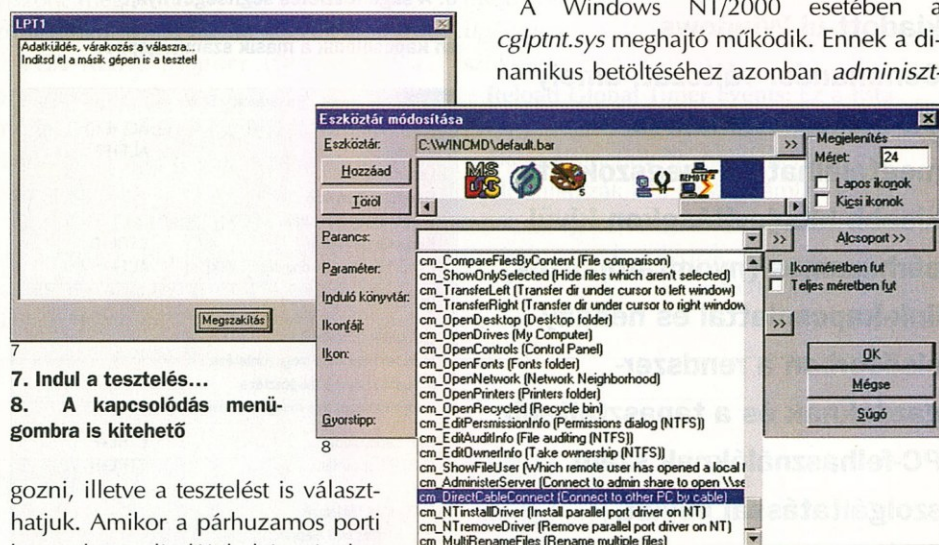 A Windows NT/2000 esetében a
cglptnt.sys meghajtó működik. Ennek a di-
namikus betöltéséhez azonban adminiszt-
LPT1
Adatküldés, várakozás a válaszra...
Indítsd el a másik gépen is a tesztet!
Megszakítás
7
Eszköztár módosítása
Eszköztár:
C:\WINCMD\default.bar
>>
Megjelenítés
Méret: 24
Lapos ikonok
Kicsi ikonok
Hozzáad
Töröl
Parancs:
>>
Alcsoport >>
Paraméter:
Ikonméretben fut
Teljes méretben fut
Induló könyvtár:
Ikonfájl:
>>
Ikon:
Gyorstipp:
OK
Mégse
Súgó
cm_CompareFilesByContent (File comparison)
cm_ShowOnlySelected (Hide files which aren't selected)
cm_TransferLeft (Transfer dir under cursor to left window)
cm_TransferRight (Transfer dir under cursor to right window
cm_OpenDesktop (Desktop folder)
cm_OpenDrives (My Computer)
cm_OpenControls (Control Panel)
cm_OpenFonts (Fonts folder)
cm_OpenNetwork (Network Neighborhood)
cm_OpenPrinters (Printers folder)
cm_OpenRecycled (Recycle bin)
cm_EditPersmissionInfo (Permissions dialog (NTFS))
cm_EditAuditInfo (File auditing (NTFS))
cm_EditOwnerInfo (Take ownership (NTFS))
cm_ShowFileUser (Which remote user has opened a local f
cm_AdministerServer (Connect to admin share to open \\se
cm_DirectCableConnect (Connect to other PC by cable)
cm_NTinstallDriver (Install parallel port driver on NT)
cm_NTremoveDriver (Remove parallel port driver on NT)
cm_MultiRenameFiles (Rename multiple files)
8
7. Indul a tesztelés...
8. A kapcsolódás menü-
gombra is kitehető
gozni, illetve a tesztelést is választ-
hatjuk. Amikor a párhuzamos porti